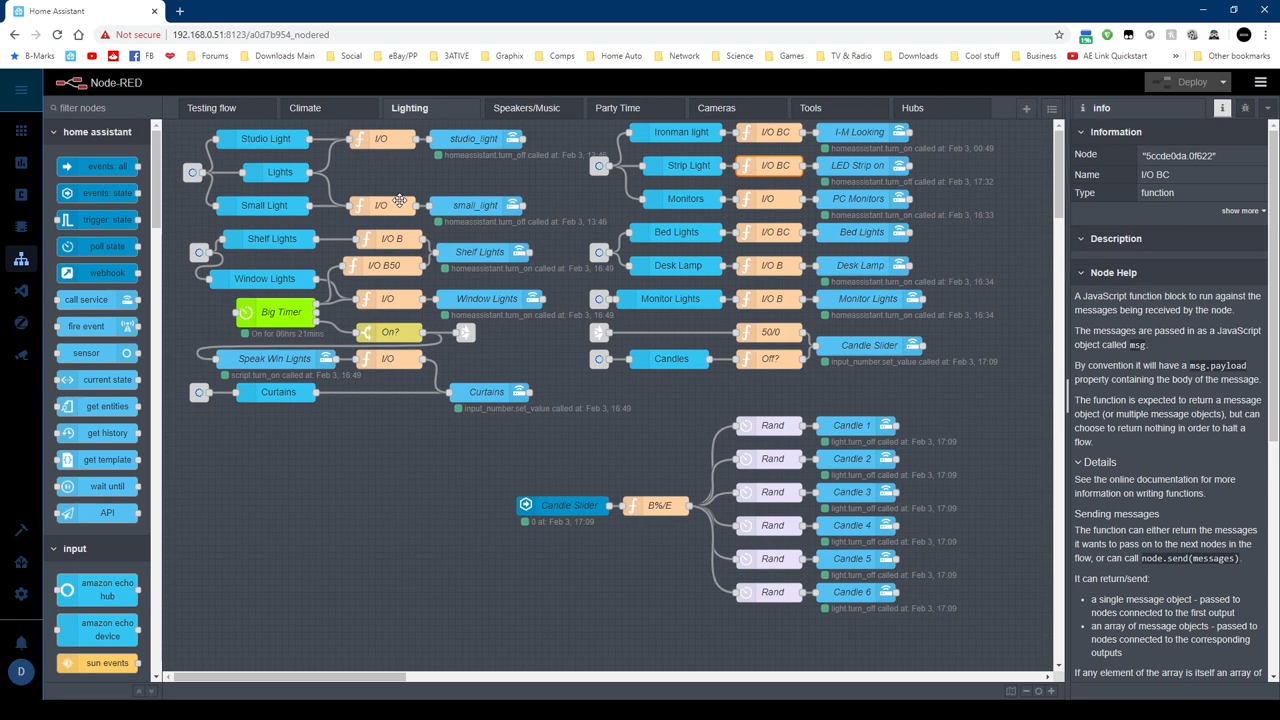 Home Assistant
Not secure 192.168.0.51:8123/a0d7b954_nodered
B-Marks FB Forums Downloads Main Social eBay/PP 3ATIVE Graphix Comps Home Auto Network Science Games TV & Radio Downloads Cool stuff Business AE Link Quickstart » Other bookmarks
Node-RED Deploy
filter nodes Testing flow Climate Lighting Speakers/Music Party Time Cameras Tools Hubs info
home assistant
events: all
events: state
trigger: state
poll state
webhook
call service
fire event
sensor
current state
get entities
get history
get template
wait until
API
input
amazon echo
hub
amazon echo
device
sun events
D
Studio Light I/O studio_light
Lights
Small Light I/O small_light
homeassistant.turn_off called at: Feb 3, 13:46
Shelf Lights I/O B Shelf Lights
homeassistant.turn_on called at: Feb 3, 16:49
Window Lights I/O B50
I/O Window Lights
homeassistant.turn_on called at: Feb 3, 16:49
Big Timer
On for 06hrs 21mins
On?
Speak Win Lights I/O
script.turn_on called at: Feb 3, 16:49
Curtains Curtains
input_number.set_value called at: Feb 3, 16:49
Ironman light I/O BC I-M Looking
homeassistant.turn_off called at: Feb 3, 00:49
Strip Light I/O BC LED Strip on
homeassistant.turn_off called at: Feb 3, 17:32
Monitors I/O PC Monitors
homeassistant.turn_on called at: Feb 3, 16:33
Bed Lights I/O BC Bed Lights
Desk Lamp I/O B Desk Lamp
homeassistant.turn_on called at: Feb 3, 16:34
Monitor Lights I/O B Monitor Lights
homeassistant.turn_on called at: Feb 3, 16:34
50/0 Candle Slider
input_number.set_value called at: Feb 3, 17:09
Candles Off?
Candle Slider B%/E
0 at: Feb 3, 17:09
Rand Candle 1
light.turn_off called at: Feb 3, 17:09
Rand Candle 2
light.turn_off called at: Feb 3, 17:09
Rand Candle 3
light.turn_off called at: Feb 3, 17:09
Rand Candle 4
light.turn_off called at: Feb 3, 17:09
Rand Candle 5
light.turn_off called at: Feb 3, 17:09
Rand Candle 6
light.turn_off called at: Feb 3, 17:09
Information
Node "5ccde0da.0f622"
Name I/O BC
Type function
show more
Description
Node Help
A JavaScript function block to run against the
messages being received by the node.
The messages are passed in as a JavaScript
object called msg.
By convention it will have a msg.payload
property containing the body of the message.
The function is expected to return a message
object (or multiple message objects), but can
choose to return nothing in order to halt a
flow.
Details
See the online documentation for more
information on writing functions.
Sending messages
The function can either return the messages
it wants to pass on to the next nodes in the
flow, or can call node.send(messages).
It can return/send:
• a single message object - passed to
nodes connected to the first output
• an array of message objects - passed to
nodes connected to the corresponding
outputs
If any element of the array is itself an array of